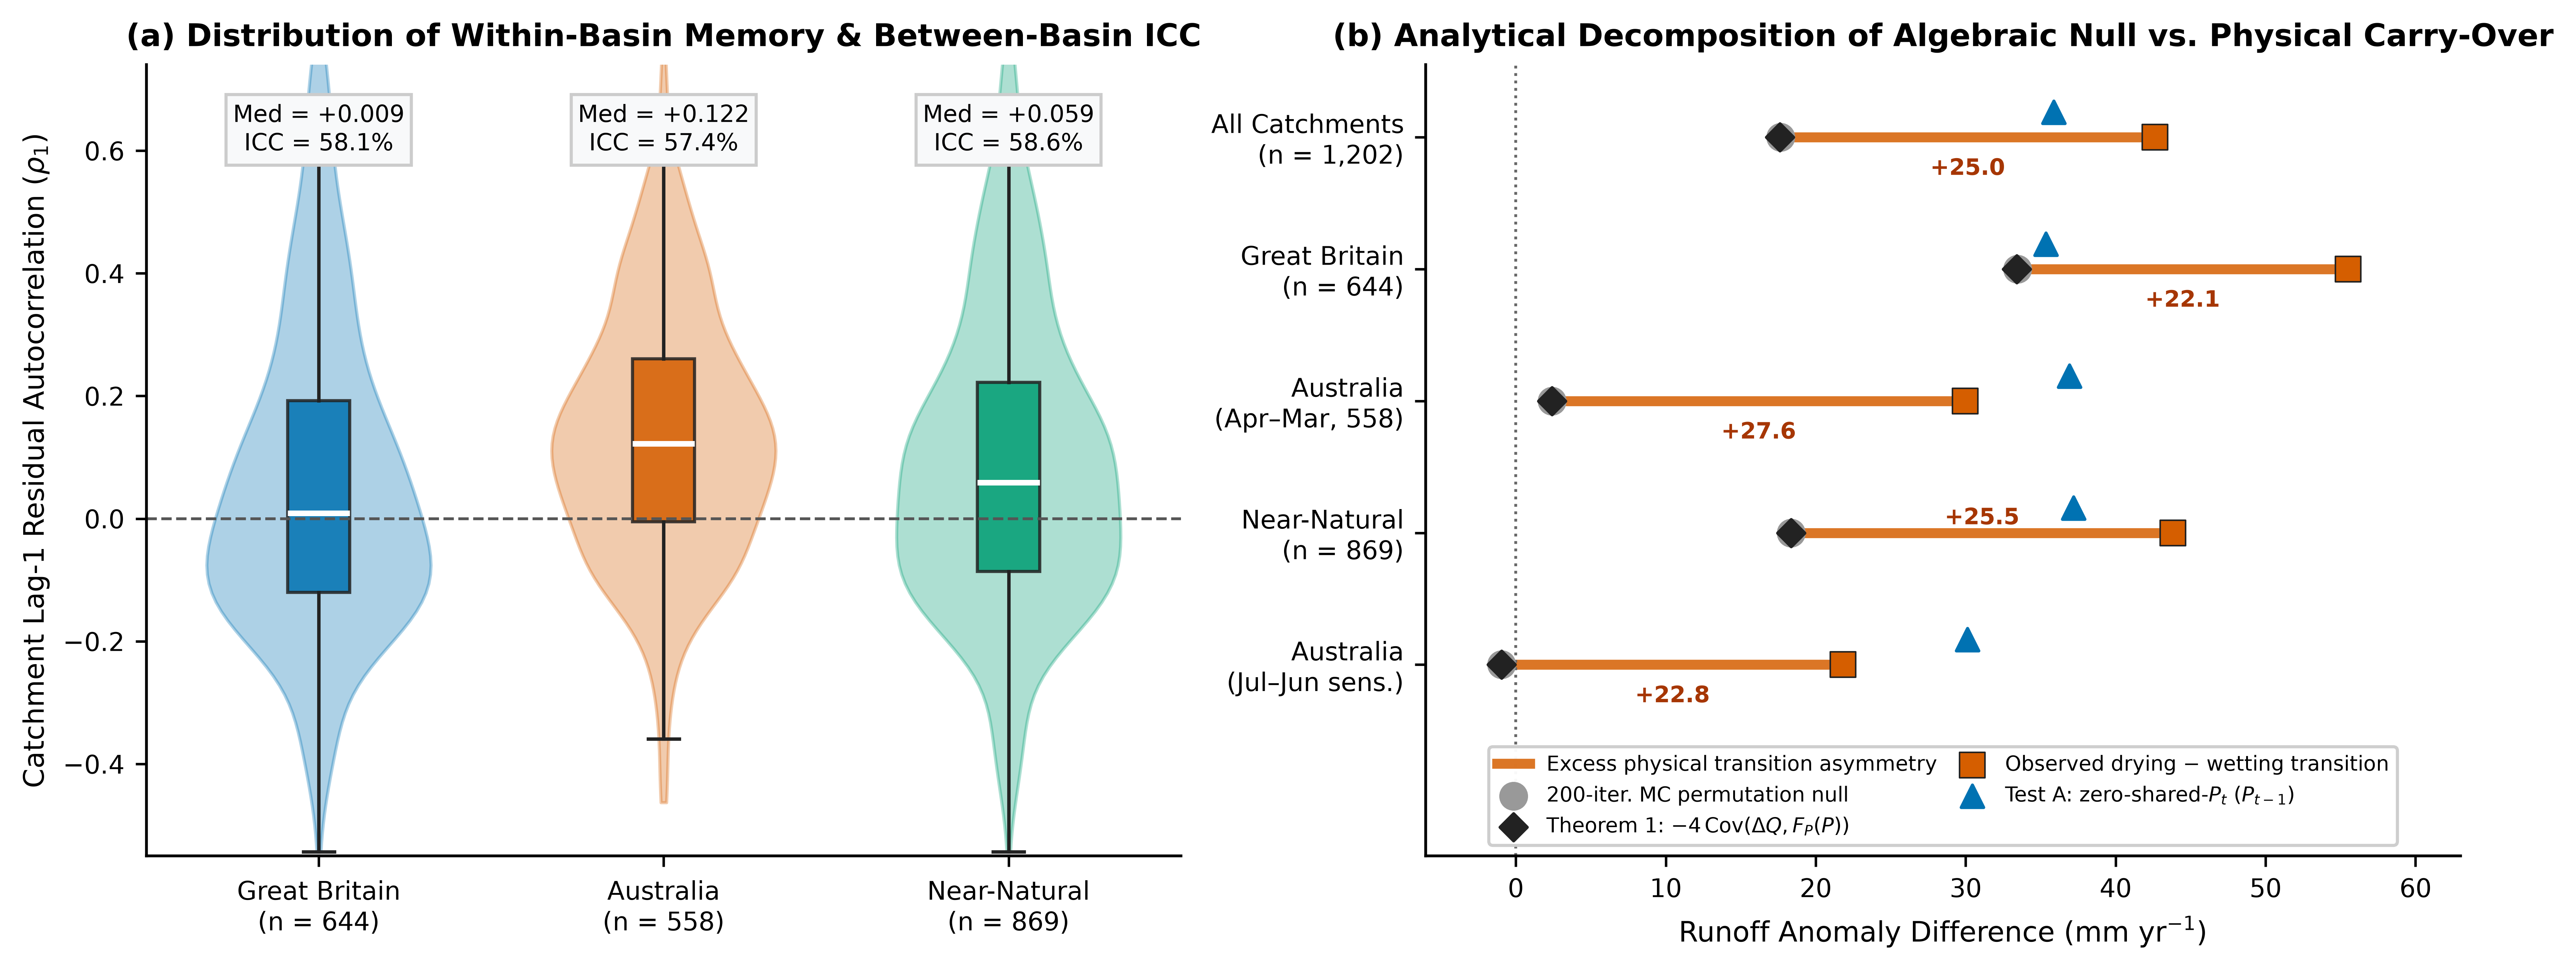 (a) Distribution of Within-Basin Memory & Between-Basin ICC
Catchment Lag-1 Residual Autocorrelation (ρ₁)
0.6
0.4
0.2
0.0
−0.2
−0.4
Med = +0.009
ICC = 58.1%
Med = +0.122
ICC = 57.4%
Med = +0.059
ICC = 58.6%
Great Britain
(n = 644)
Australia
(n = 558)
Near-Natural
(n = 869)
(b) Analytical Decomposition of Algebraic Null vs. Physical Carry-Over
All Catchments
(n = 1,202)
Great Britain
(n = 644)
Australia
(Apr–Mar, 558)
Near-Natural
(n = 869)
Australia
(Jul–Jun sens.)
+25.0
+22.1
+27.6
+25.5
+22.8
Excess physical transition asymmetry
200-iter. MC permutation null
Theorem 1: −4 Cov(ΔQ, F_P(P))
Observed drying − wetting transition
Test A: zero-shared-P_t (P_{t−1})
0
10
20
30
40
50
60
Runoff Anomaly Difference (mm yr⁻¹)